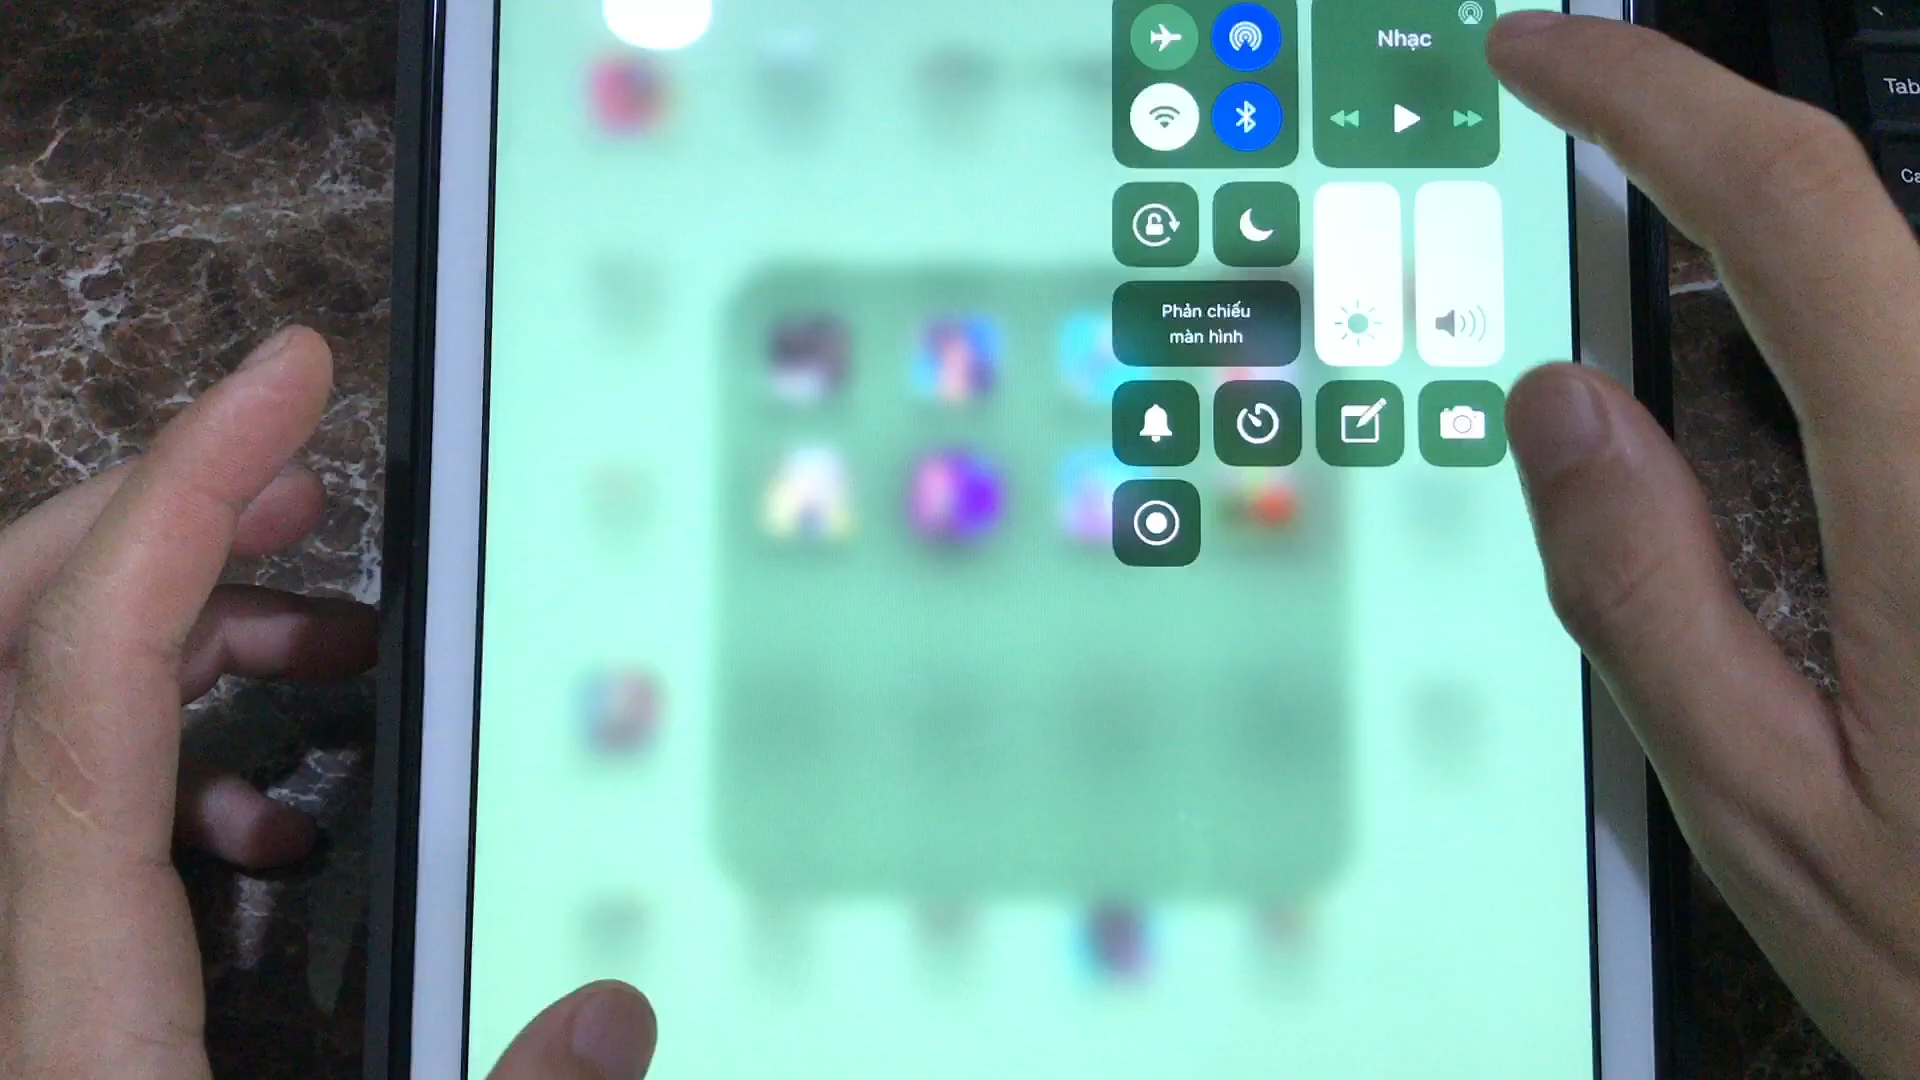 Nhạc
Tab
Phản chiếu
màn hình